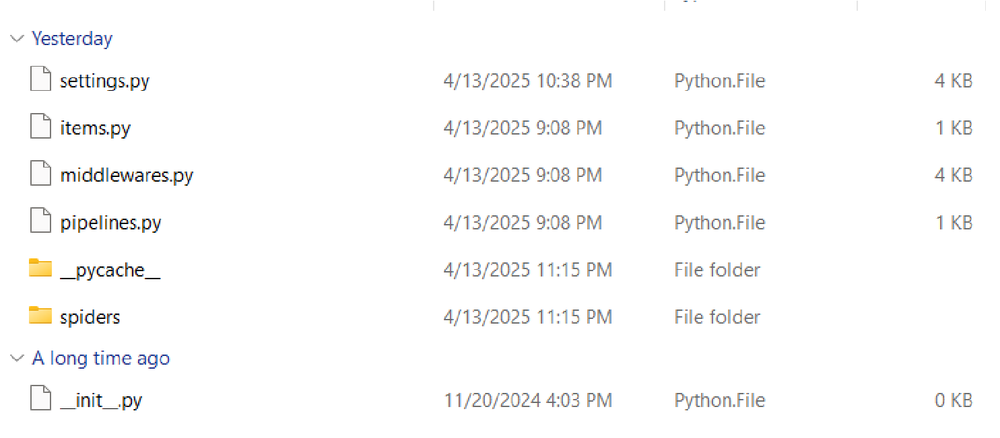 Yesterday
settings.py 4/13/2025 10:38 PM Python.File 4 KB
items.py 4/13/2025 9:08 PM Python.File 1 KB
middlewares.py 4/13/2025 9:08 PM Python.File 4 KB
pipelines.py 4/13/2025 9:08 PM Python.File 1 KB
__pycache__ 4/13/2025 11:15 PM File folder
spiders 4/13/2025 11:15 PM File folder
A long time ago
__init__.py 11/20/2024 4:03 PM Python.File 0 KB